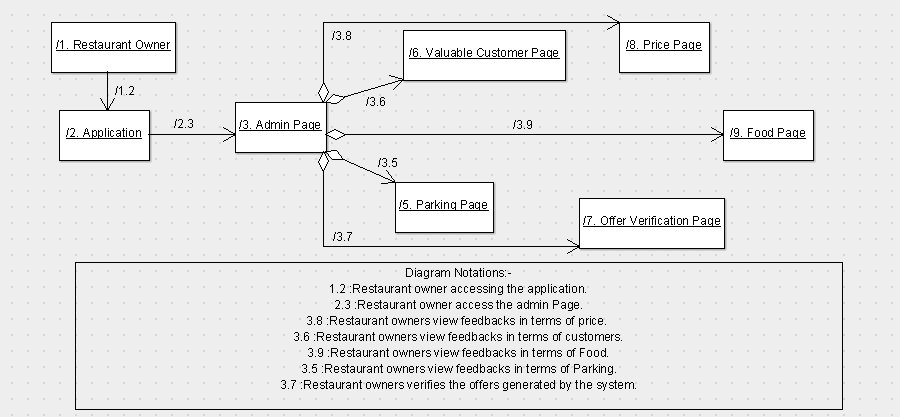 /1. Restaurant Owner
/3.8
/6. Valuable Customer Page
/8. Price Page
/1.2
/3.6
/2. Application
/2.3
/3. Admin Page
/3.9
/9. Food Page
/3.5
/5. Parking Page
/7. Offer Verification Page
/3.7
Diagram Notations:-
1.2 :Restaurant owner accessing the application.
2.3 :Restaurant owner access the admin Page.
3.8 :Restaurant owners view feedbacks in terms of price.
3.6 :Restaurant owners view feedbacks in terms of customers.
3.9 :Restaurant owners view feedbacks in terms of Food.
3.5 :Restaurant owners view feedbacks in terms of Parking.
3.7 :Restaurant owners verifies the offers generated by the system.